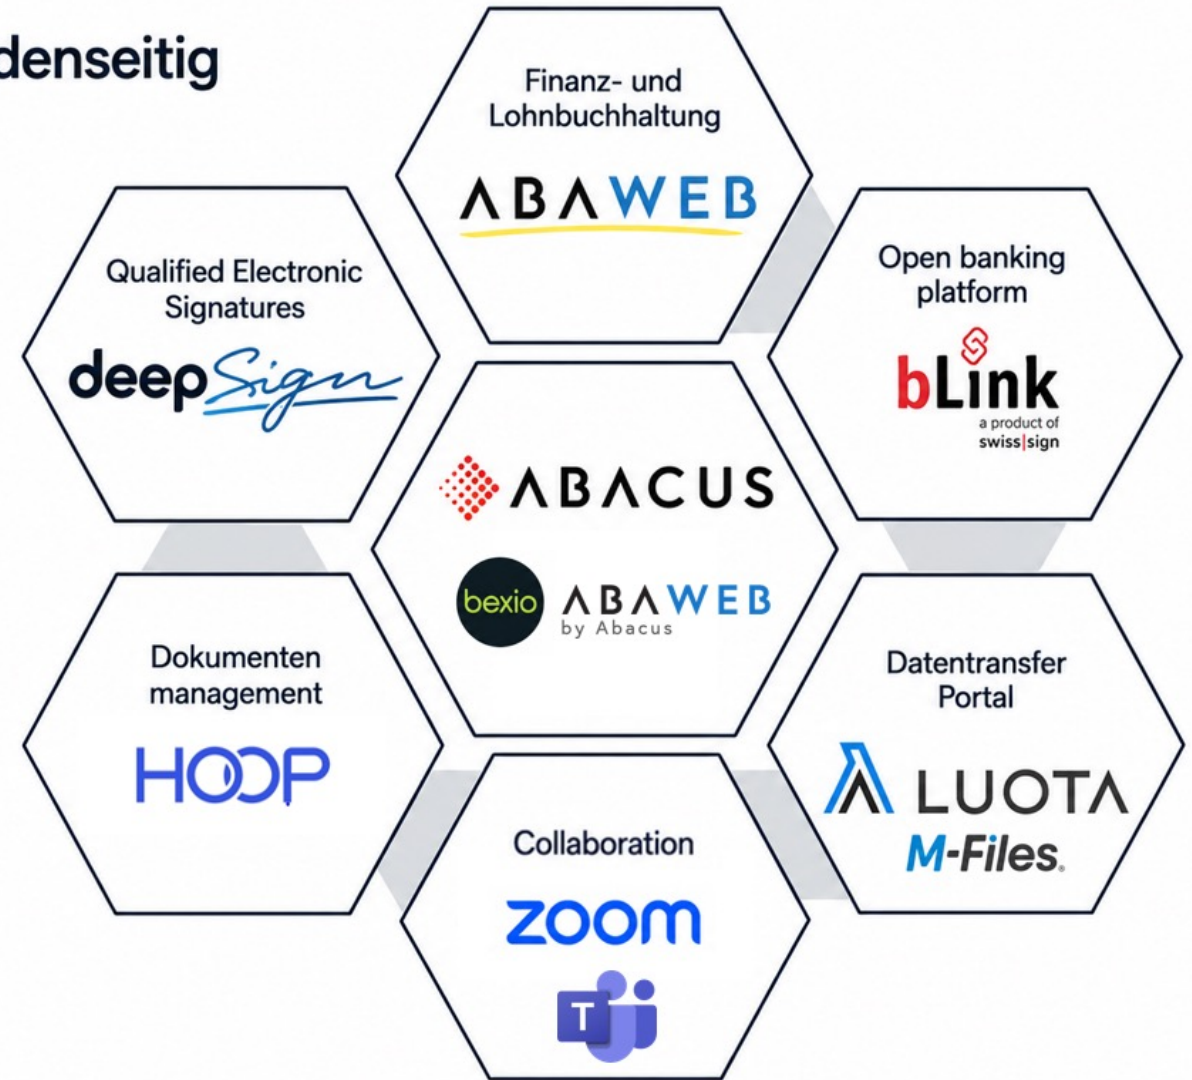 denseitig
Finanz- und
Lohnbuchhaltung
ABAWEB
Qualified Electronic
Signatures
deepSign
Open banking
platform
bLink
a product of
swiss|sign
ABACUS
bexio
ABAWEB
by Abacus
Dokumenten
management
HOOP
Datentransfer
Portal
LUOTA
M-Files
Collaboration
zoom
T